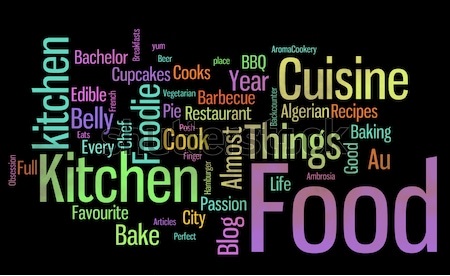 yum
Breakfasts
Bachelor
Beer
place
BBQ
AromaCookery
kitchen
Cupcakes
Cooks
Year
Cuisine
Edible
French
Foodie
Vegetarian
Barbecue
Backcounter
Belly
Pie
Restaurant
Algerian
Recipes
Eats
Chef
Every
Cook
Almost
Things
Good
Baking
Obsession
Full
Kitchen
Finger
Hamburger
Au
Life
Ambrosia
Favourite
Passion
Food
Articles
City
Blog
Bake
Perfect